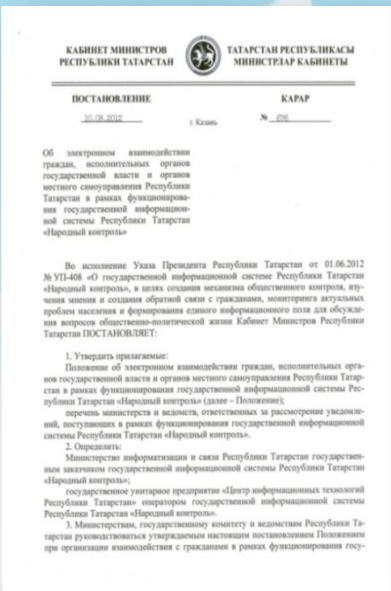 КАБИНЕТ МИНИСТРОВ
РЕСПУБЛИКИ ТАТАРСТАН
ТАТАРСТАН РЕСПУБЛИКАСЫ
МИНИСТРЛАР КАБИНЕТЫ
ПОСТАНОВЛЕНИЕ
КАРАР
10.08.2012
г. Казань
№
Об электронном взаимодействии
граждан, исполнительных органов
государственной власти и органов
местного самоуправления Республики
Татарстан в рамках функционирова-
ния государственной информацион-
ной системы Республики Татарстан
«Народный контроль»
Во исполнение Указа Президента Республики Татарстан от 01.06.2012
№ УП-408 «О государственной информационной системе Республики Татарстан
«Народный контроль», в целях создания механизма общественного контроля, изу-
чения мнения и создания обратной связи с гражданами, мониторинга актуальных
проблем населения и формирования единого информационного поля для обсужде-
ния вопросов общественно-политической жизни Кабинет Министров Республики
Татарстан ПОСТАНОВЛЯЕТ:
1. Утвердить прилагаемые:
Положение об электронном взаимодействии граждан, исполнительных орга-
нов государственной власти и органов местного самоуправления Республики Татар-
стан в рамках функционирования государственной информационной системы Рес-
публики Татарстан «Народный контроль» (далее – Положение);
перечень министерств и ведомств, ответственных за рассмотрение уведомле-
ний, поступающих в рамках функционирования государственной информационной
системы Республики Татарстан «Народный контроль».
2. Определить:
Министерство информатизации и связи Республики Татарстан государствен-
ным заказчиком государственной информационной системы Республики Татарстан
«Народный контроль»;
государственное унитарное предприятие «Центр информационных технологий
Республики Татарстан» оператором государственной информационной системы
Республики Татарстан «Народный контроль».
3. Министерствам, государственному комитету и ведомствам Республики Та-
тарстан руководствоваться утверждаемым настоящим постановлением Положением
при организации взаимодействия с гражданами в рамках функционирования госу-